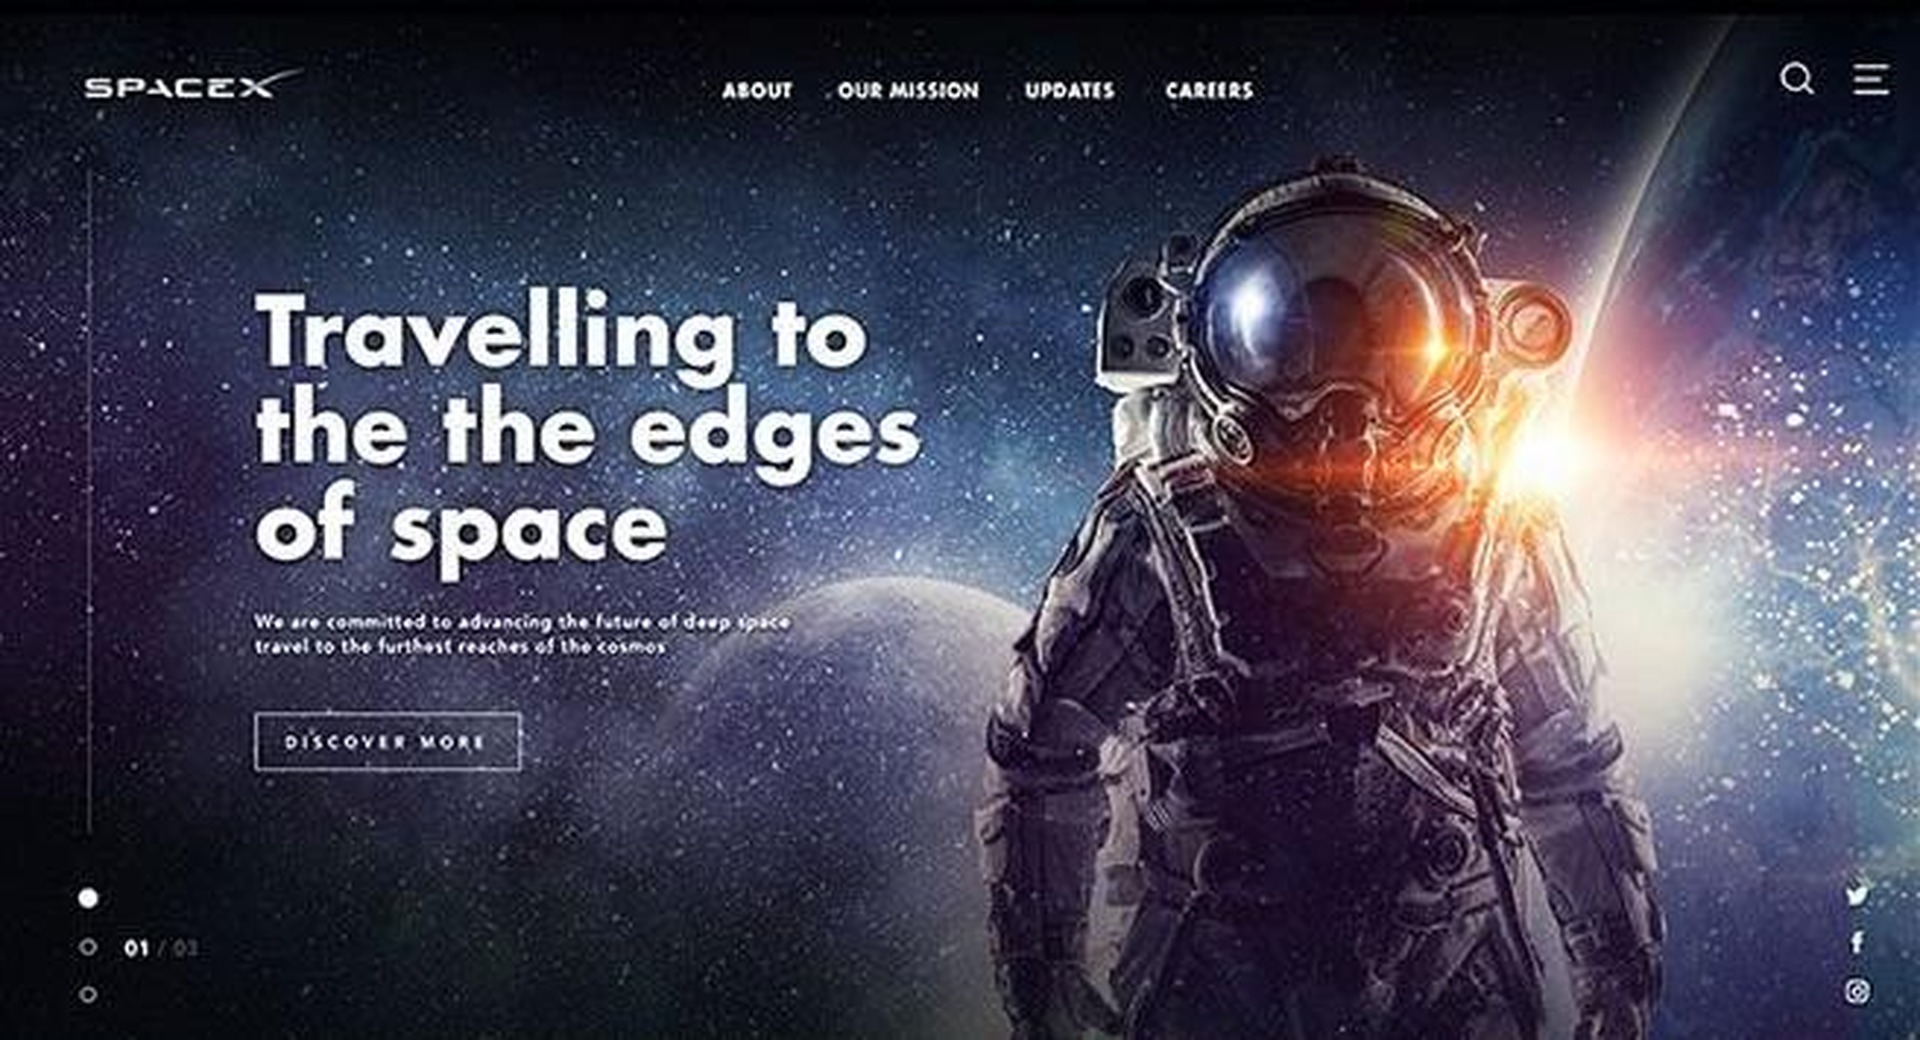 SPACEX
ABOUT
OUR MISSION
UPDATES
CAREERS
Travelling to
the the edges
of space
We are committed to advancing the future of deep space
travel to the furthest reaches of the cosmos
DISCOVER MORE
01 / 03